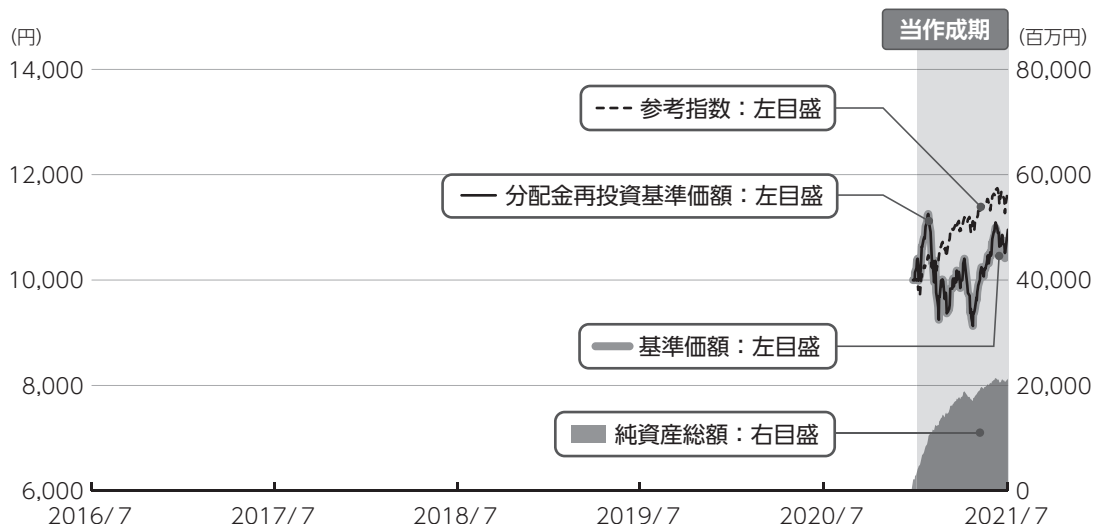 当作成期
(円)
(百万円)
14,000
80,000
参考指数：左目盛
12,000
60,000
分配金再投資基準価額：左目盛
10,000
40,000
基準価額：左目盛
8,000
20,000
純資産総額：右目盛
6,000
0
2016/7 2017/7 2018/7 2019/7 2020/7 2021/7